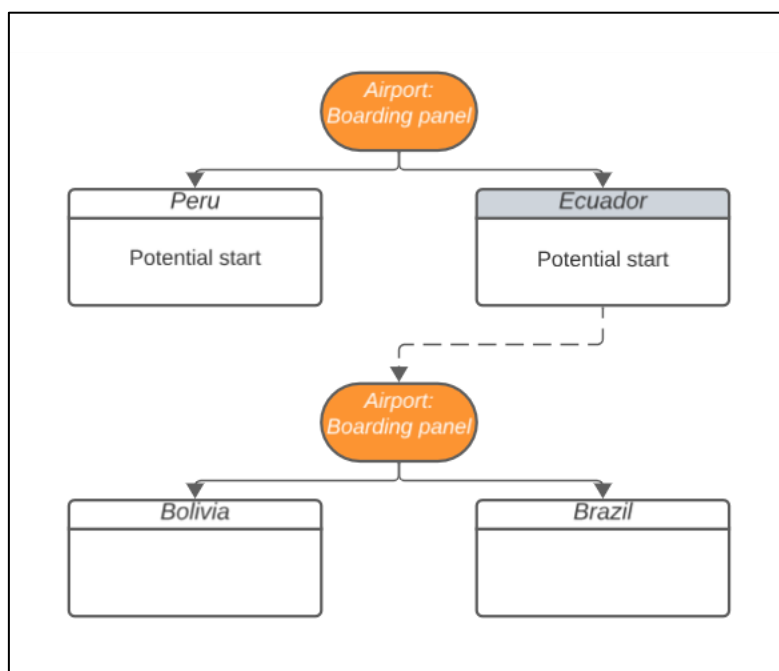 Airport:
Boarding panel
Peru
Ecuador
Potential start
Potential start
Airport:
Boarding panel
Bolivia
Brazil